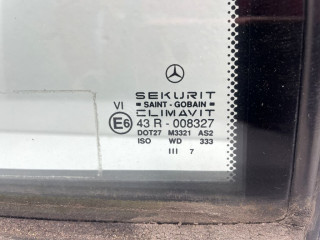 SEKURIT
SAINT-GOBAIN
CLIMAVIT
VI
E6 43 R-008327
DOT27 M3321 AS2
ISO WD 333
III 7